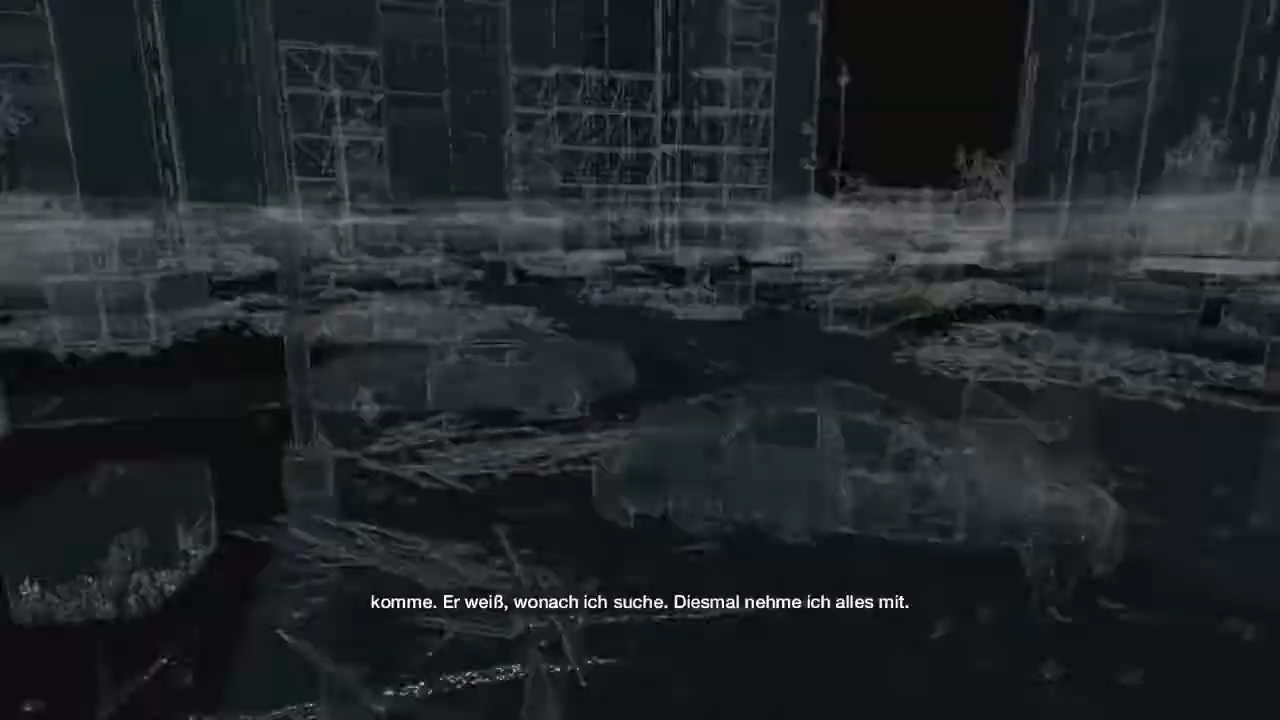 komme. Er weiß, wonach ich suche. Diesmal nehme ich alles mit.